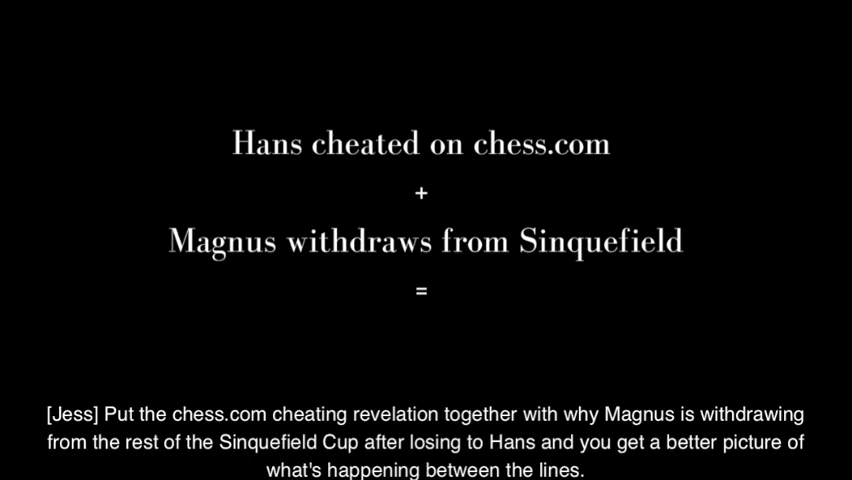 Hans cheated on chess.com
+
Magnus withdraws from Sinquefield
=
[Jess] Put the chess.com cheating revelation together with why Magnus is withdrawing
from the rest of the Sinquefield Cup after losing to Hans and you get a better picture of
what's happening between the lines.